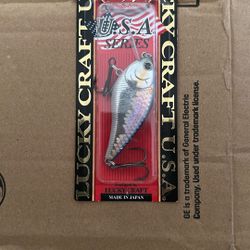 U.S.A
SERIES
LUCKY CRAFT U.S.A.
LUCKY CRAFT U.S.A.
LUCKY CRAFT
MADE IN JAPAN
GE is a trademark of General Electric
Company. Used under trademark license.